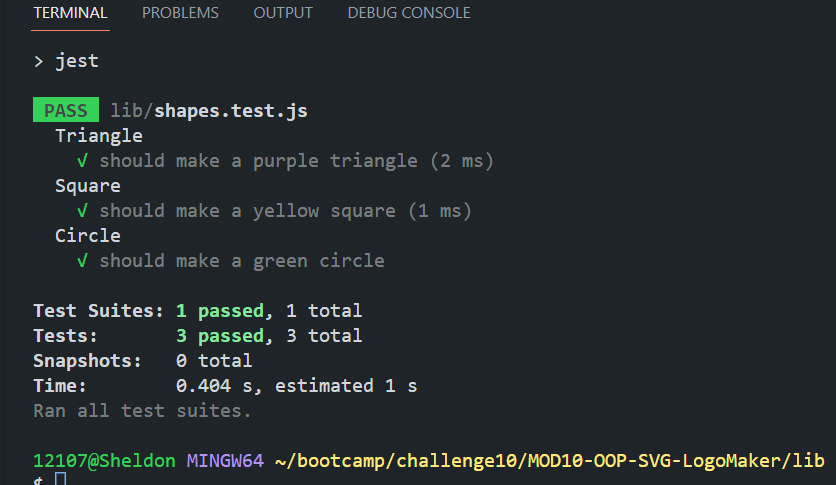 TERMINAL PROBLEMS OUTPUT DEBUG CONSOLE
> jest
PASS lib/shapes.test.js
Triangle
√ should make a purple triangle (2 ms)
Square
√ should make a yellow square (1 ms)
Circle
√ should make a green circle
Test Suites: 1 passed, 1 total
Tests: 3 passed, 3 total
Snapshots: 0 total
Time: 0.404 s, estimated 1 s
Ran all test suites.
12107@Sheldon MINGW64 ~/bootcamp/challenge10/MOD10-OOP-SVG-LogoMaker/lib
$